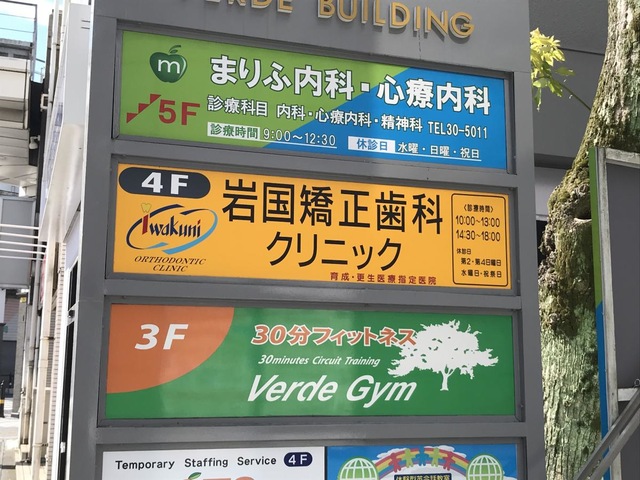 VERDE BUILDING
m
まりふ内科・心療内科
5F
診療科目 内科・心療内科・精神科 TEL30-5011
診療時間 9:00～12:30 休診日 水曜・日曜・祝日
4F
岩国矯正歯科
クリニック
Iwakuni
ORTHODONTIC
CLINIC
〈診療時間〉
10:00～13:00
14:30～18:00
休診日
第2・第4日曜日
水曜日・祝祭日
育成・更生医療指定医院
3F
30分フィットネス
30minutes Circuit Training
Verde Gym
Temporary Staffing Service 4F